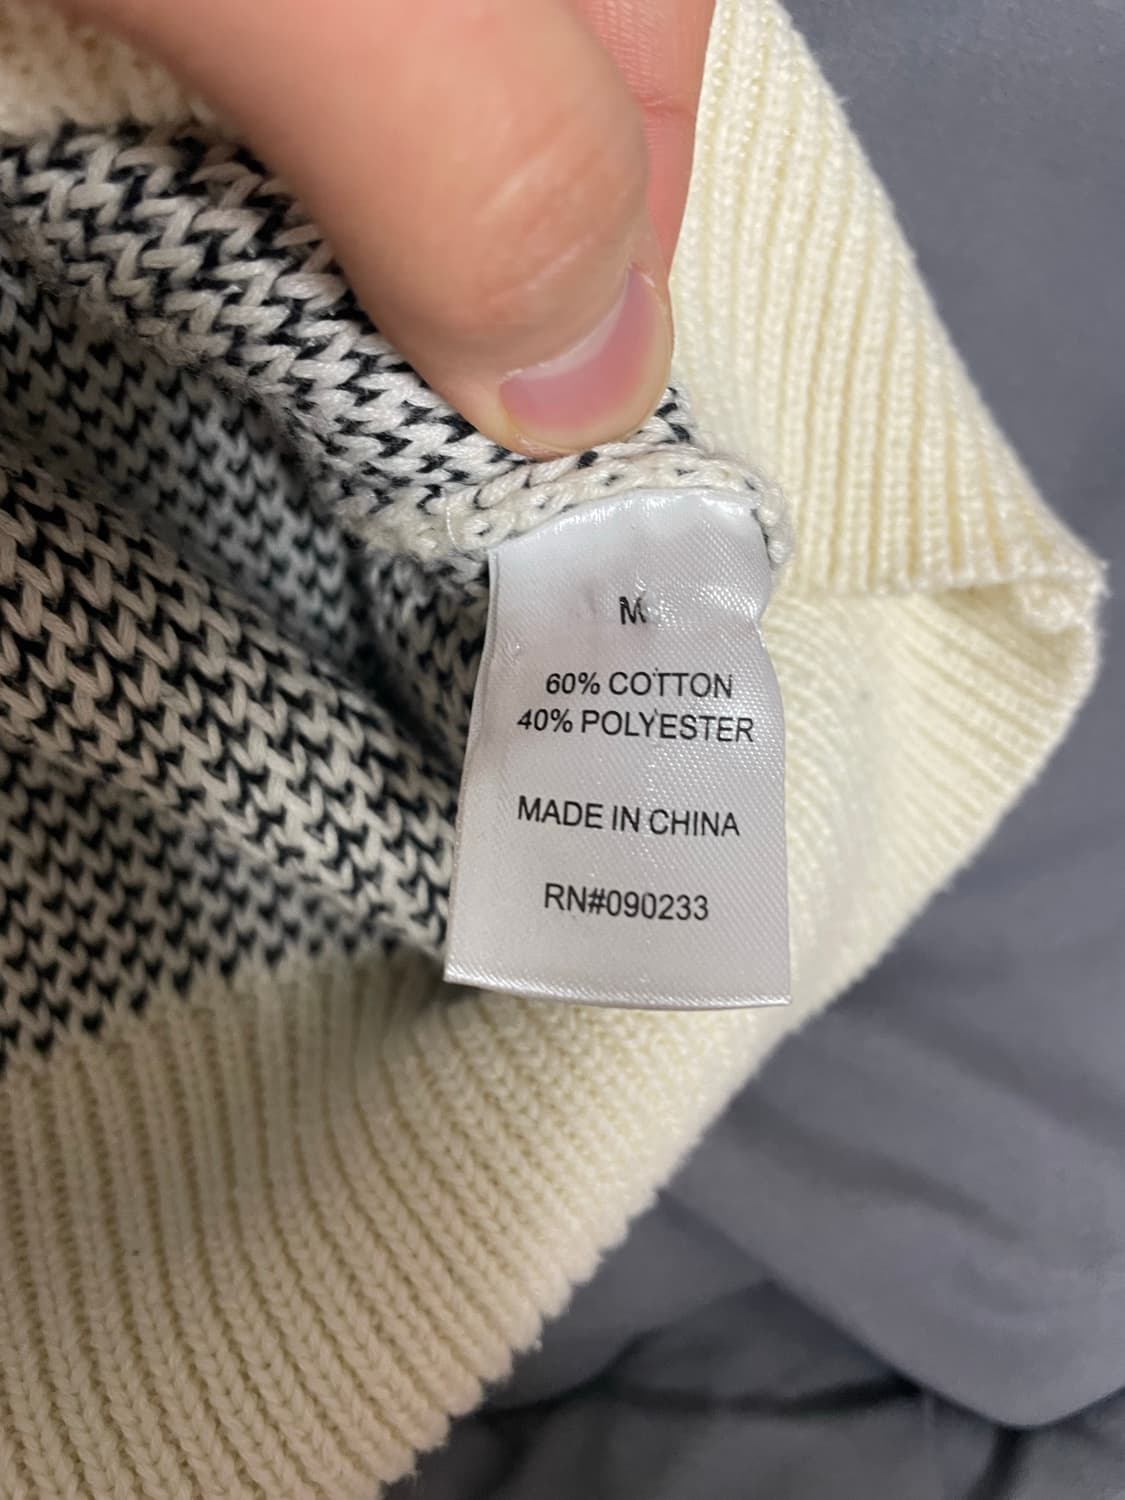 M
60% COTTON
40% POLYESTER
MADE IN CHINA
RN#090233